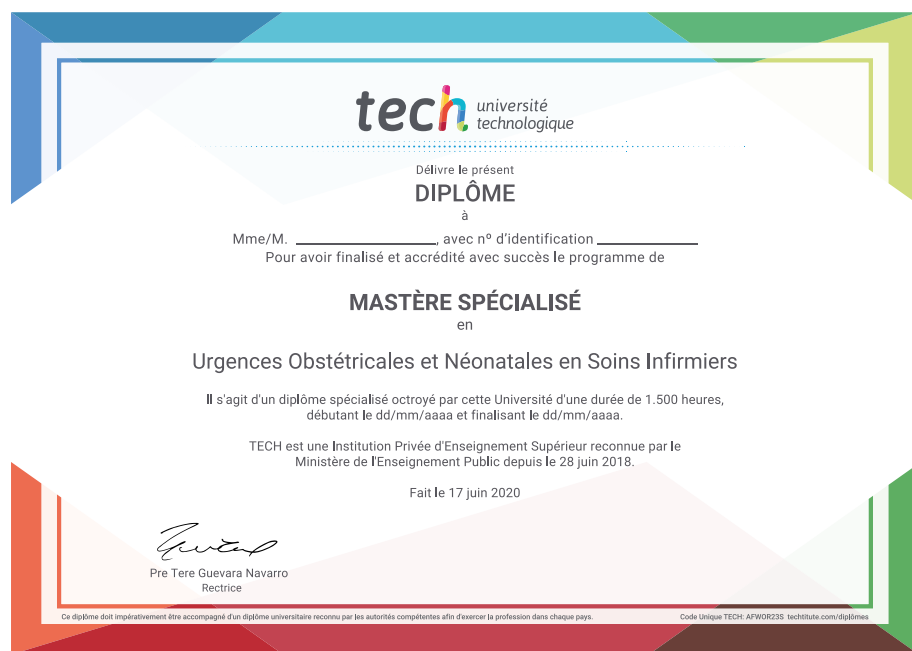 tech université
technologique
Délivre le présent
DIPLÔME
à
Mme/M. ____________________, avec nº d'identification ______________
Pour avoir finalisé et accrédité avec succès le programme de
MASTÈRE SPÉCIALISÉ
en
Urgences Obstétricales et Néonatales en Soins Infirmiers
Il s'agit d'un diplôme spécialisé octroyé par cette Université d'une durée de 1.500 heures,
débutant le dd/mm/aaaa et finalisant le dd/mm/aaaa.
TECH est une Institution Privée d'Enseignement Supérieur reconnue par le
Ministère de l'Enseignement Public depuis le 28 juin 2018.
Fait le 17 juin 2020
Pre Tere Guevara Navarro
Rectrice
Ce diplôme doit impérativement être accompagné d'un diplôme universitaire reconnu par les autorités compétentes afin d'exercer la profession dans chaque pays.
Code Unique TECH: AFWOR23S techtitute.com/diplômes